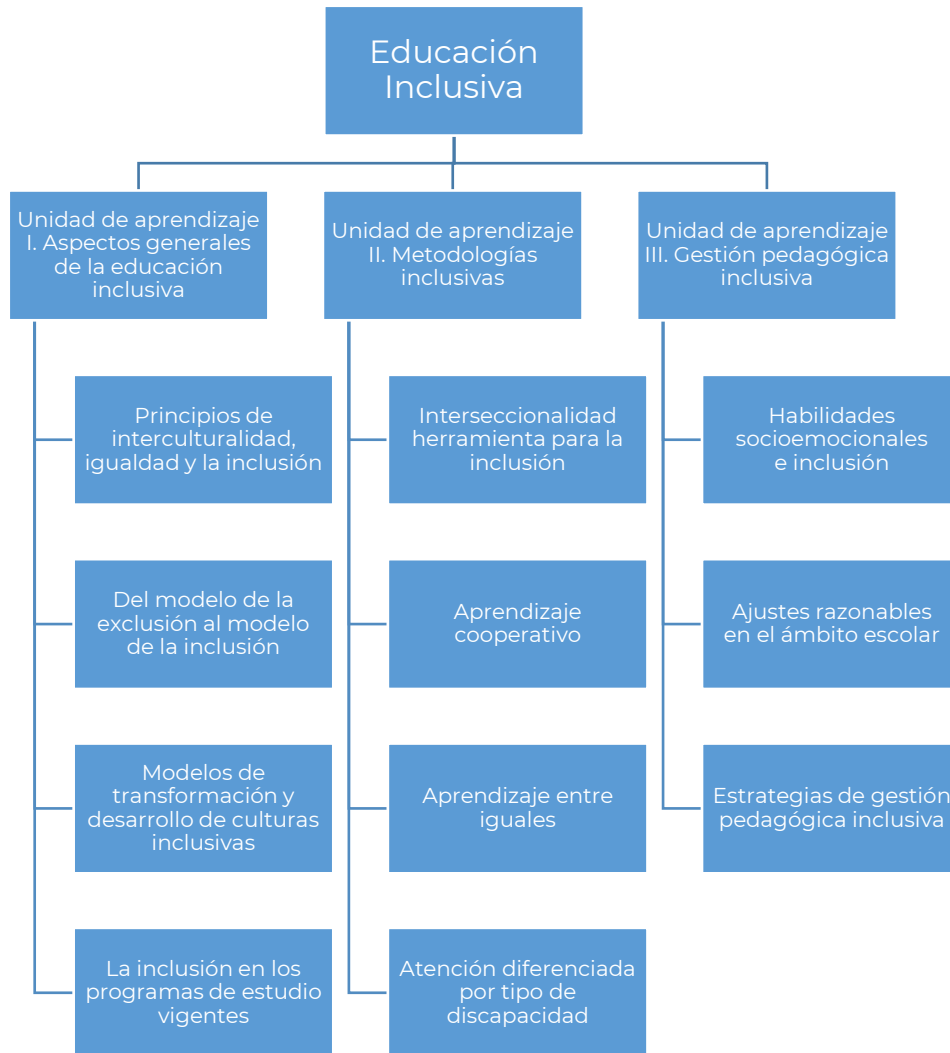 Educación
Inclusiva
Unidad de aprendizaje
I. Aspectos generales
de la educación
inclusiva
Principios de
interculturalidad,
igualdad y la inclusión
Del modelo de la
exclusión al modelo
de la inclusión
Modelos de
transformación y
desarrollo de culturas
inclusivas
La inclusión en los
programas de estudio
vigentes
Unidad de aprendizaje
II. Metodologías
inclusivas
Interseccionalidad
herramienta para la
inclusión
Aprendizaje
cooperativo
Aprendizaje entre
iguales
Atención diferenciada
por tipo de
discapacidad
Unidad de aprendizaje
III. Gestión pedagógica
inclusiva
Habilidades
socioemocionales
e inclusión
Ajustes razonables
en el ámbito escolar
Estrategias de gestión
pedagógica inclusiva